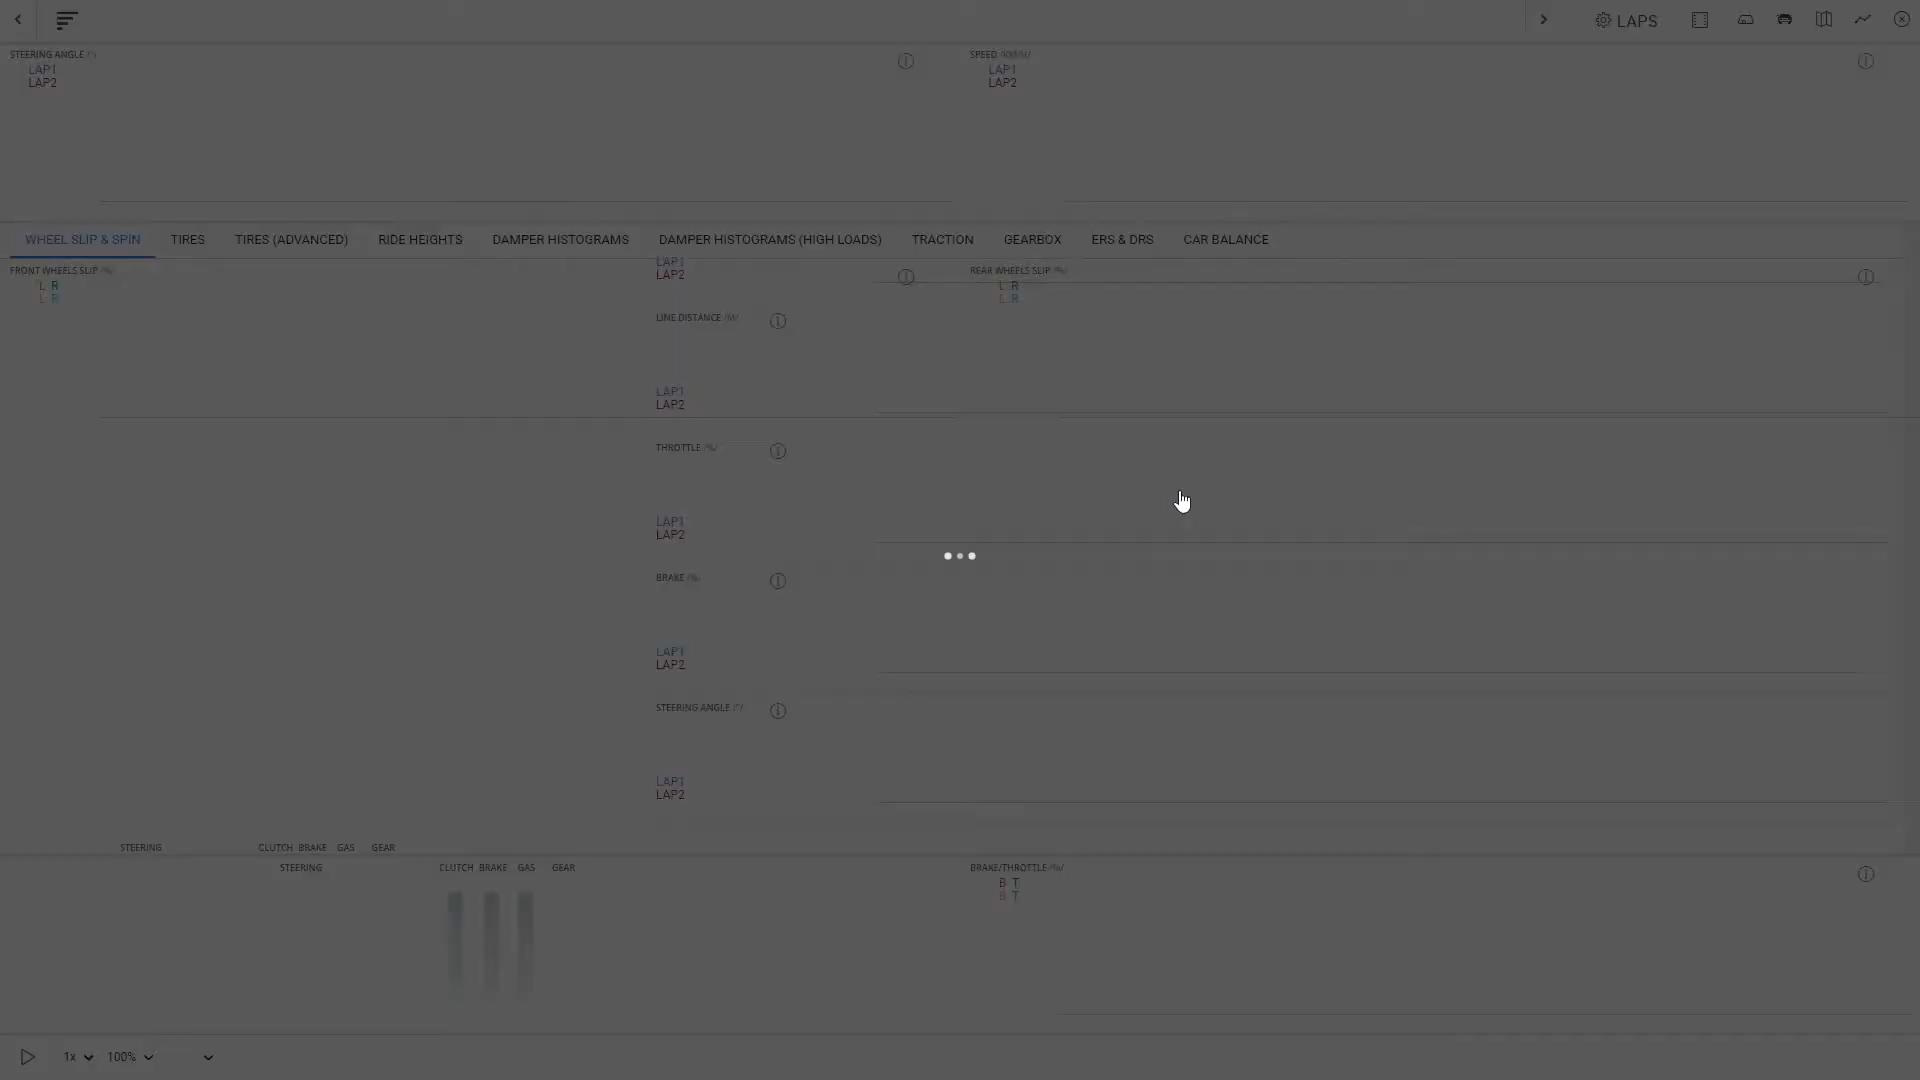 LAPS
STEERING ANGLE /°/
LAP1
LAP2
SPEED /KM/H/
LAP1
LAP2
WHEEL SLIP & SPIN TIRES TIRES (ADVANCED) RIDE HEIGHTS DAMPER HISTOGRAMS DAMPER HISTOGRAMS (HIGH LOADS) TRACTION GEARBOX ERS & DRS CAR BALANCE
FRONT WHEELS SLIP /%/
L R
L R
LAP1
LAP2
REAR WHEELS SLIP /%/
L R
L R
LINE DISTANCE /M/
LAP1
LAP2
THROTTLE /%/
LAP1
LAP2
BRAKE /%/
LAP1
LAP2
STEERING ANGLE /°/
LAP1
LAP2
STEERING CLUTCH BRAKE GAS GEAR
STEERING CLUTCH BRAKE GAS GEAR
BRAKE/THROTTLE /%/
B T
B T
1x 100%